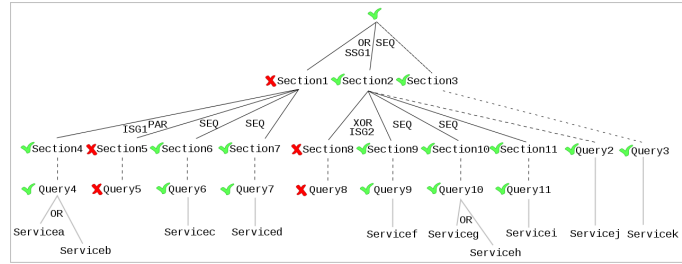 OR SEQ
SSG1
Section1 Section2 Section3
ISG1 PAR SEQ SEQ XOR SEQ SEQ
ISG2
Section4 Section5 Section6 Section7 Section8 Section9 Section10 Section11 Query2 Query3
Query4 Query5 Query6 Query7 Query8 Query9 Query10 Query11
OR OR
Servicea Servicec Serviced Servicef Serviceg Servicei Servicej Servicek
Serviceb Serviceh